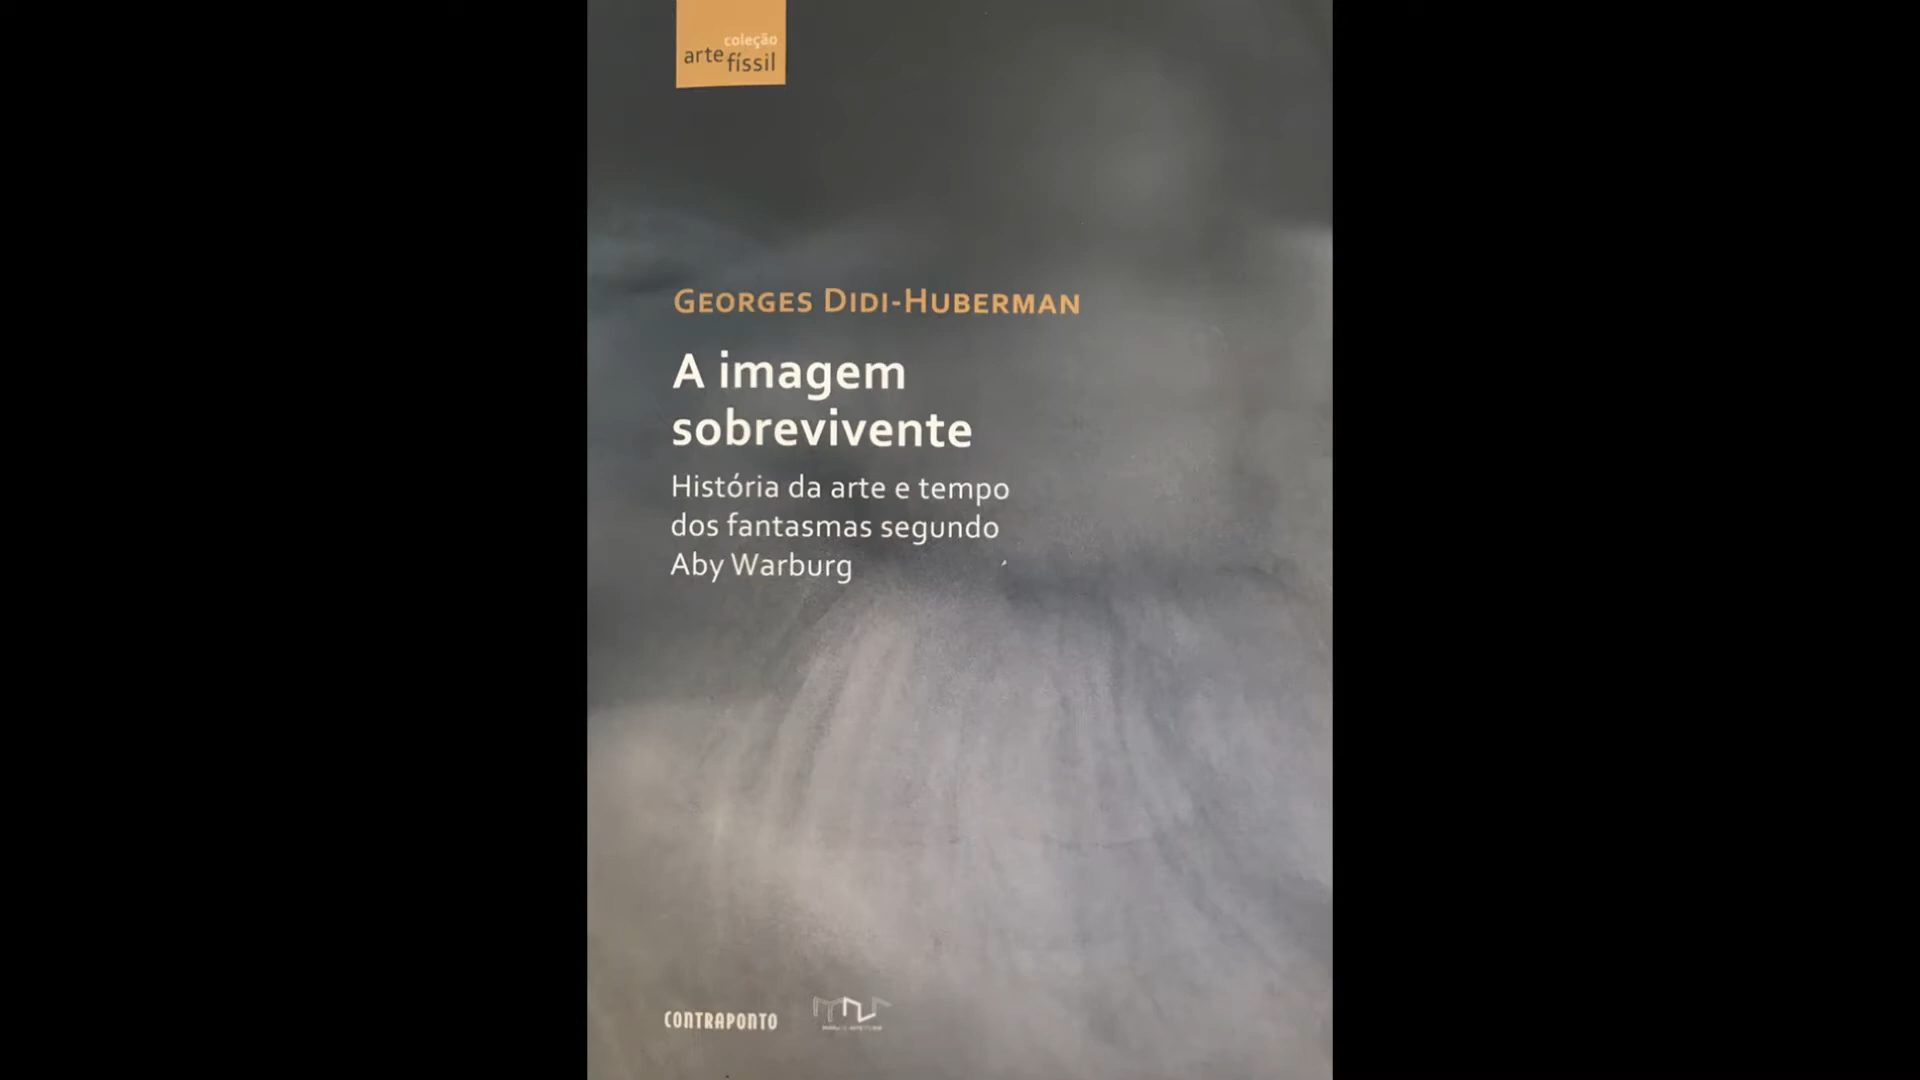 coleção
arte físsil
GEORGES DIDI-HUBERMAN
A imagem
sobrevivente
História da arte e tempo
dos fantasmas segundo
Aby Warburg
CONTRAPONTO